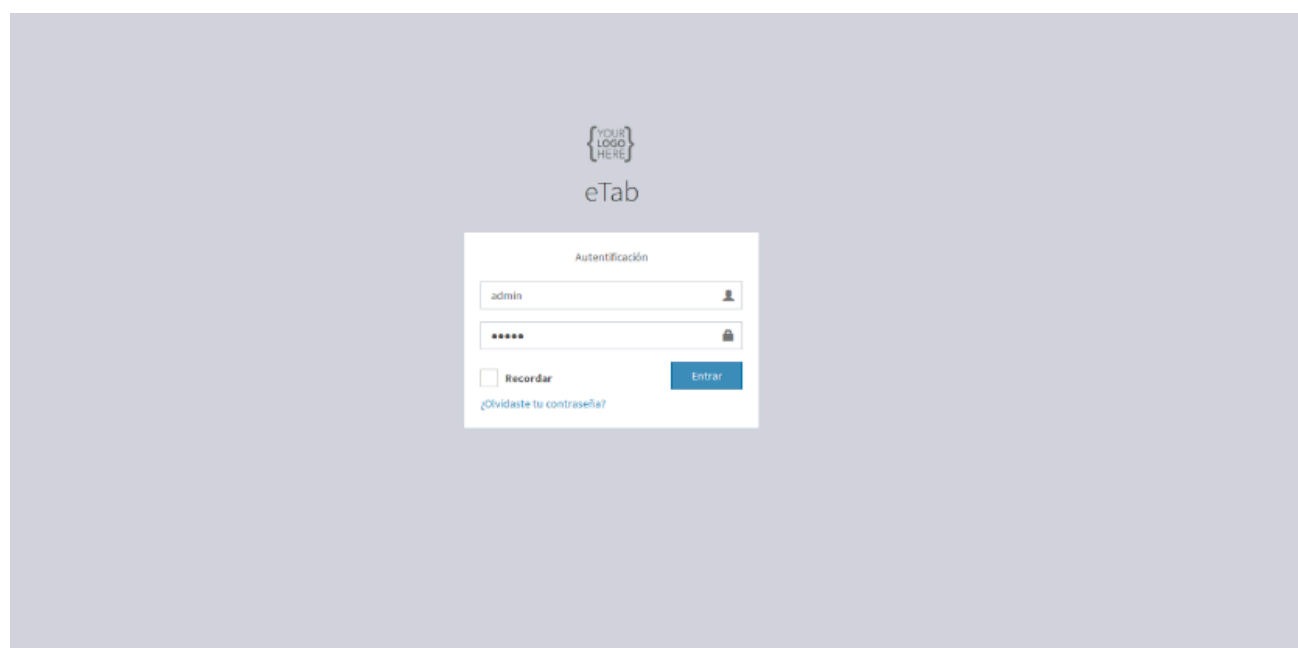 {YOUR
LOGO
HERE}
eTab
Autentificación
admin
•••••
Recordar
Entrar
¿Olvidaste tu contraseña?